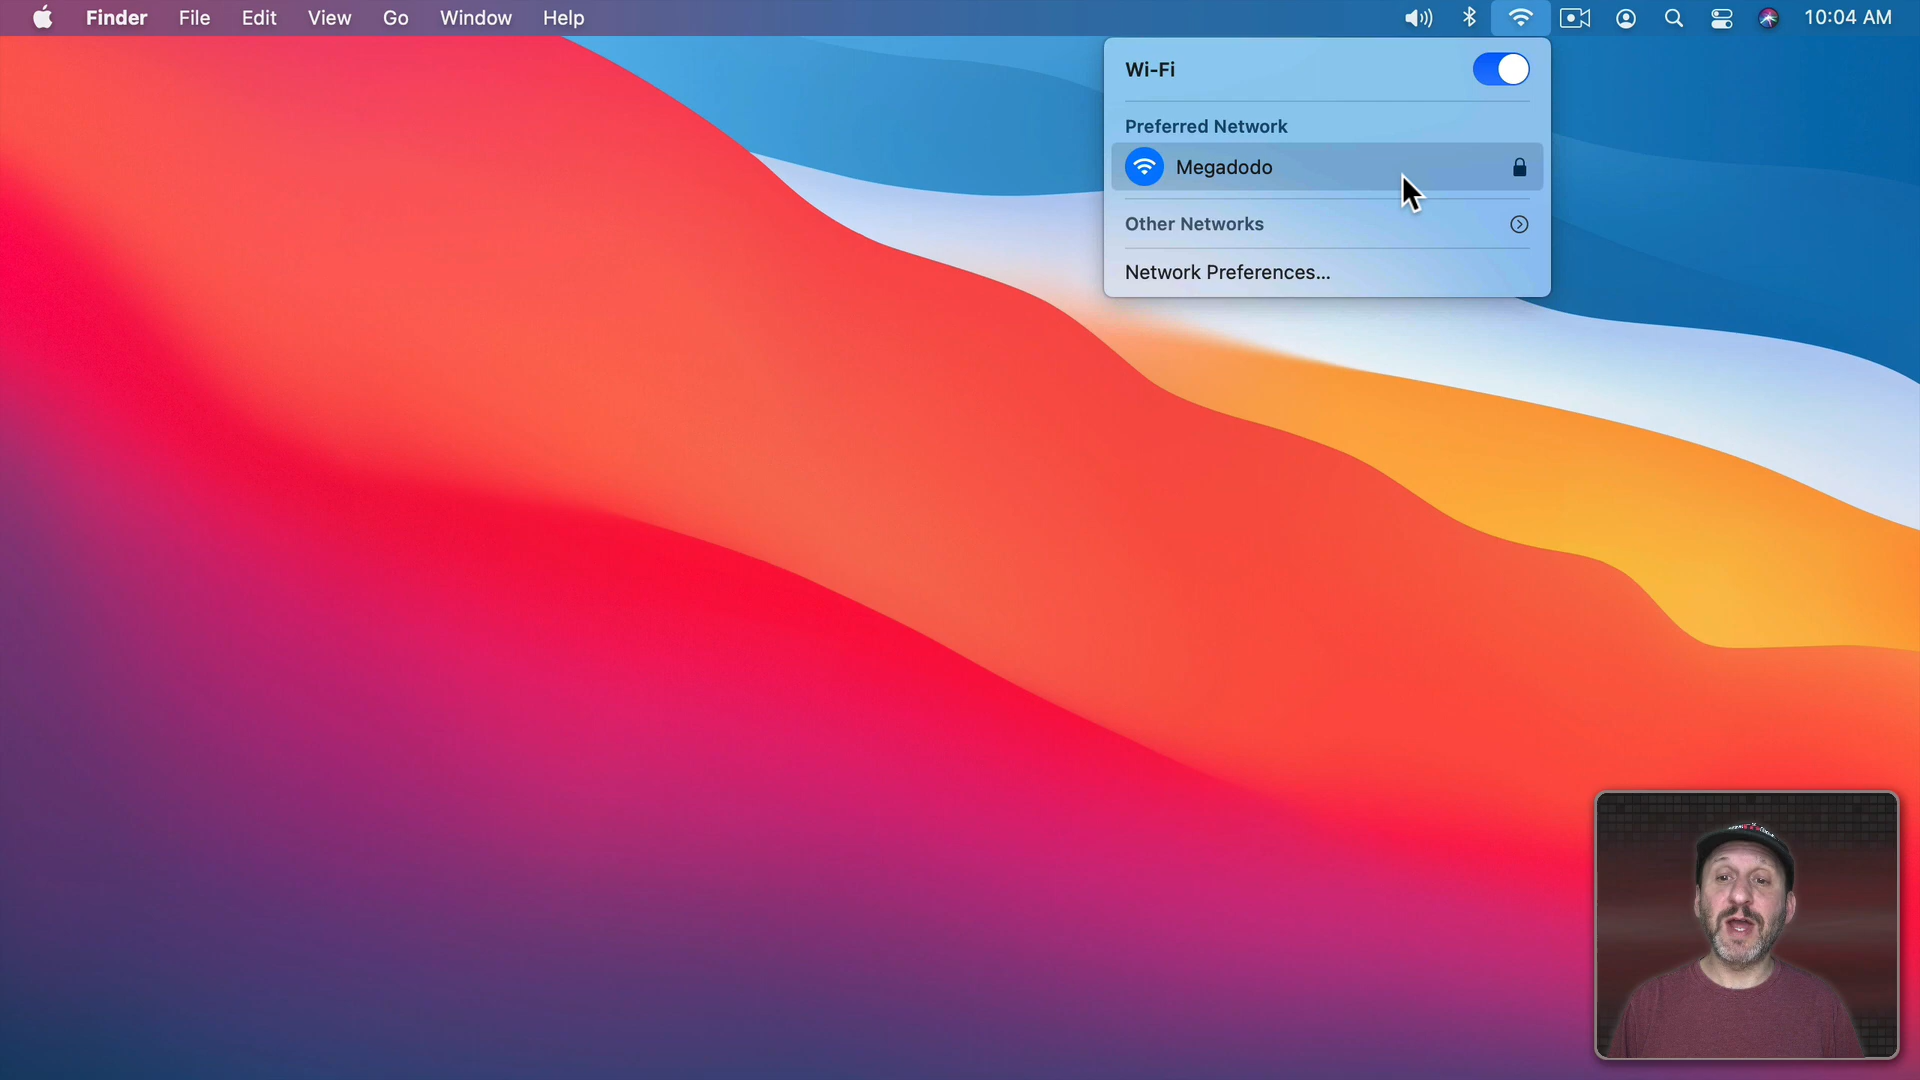 Finder File Edit View Go Window Help 10:04 AM
Wi-Fi
Preferred Network
Megadodo
Other Networks
Network Preferences...